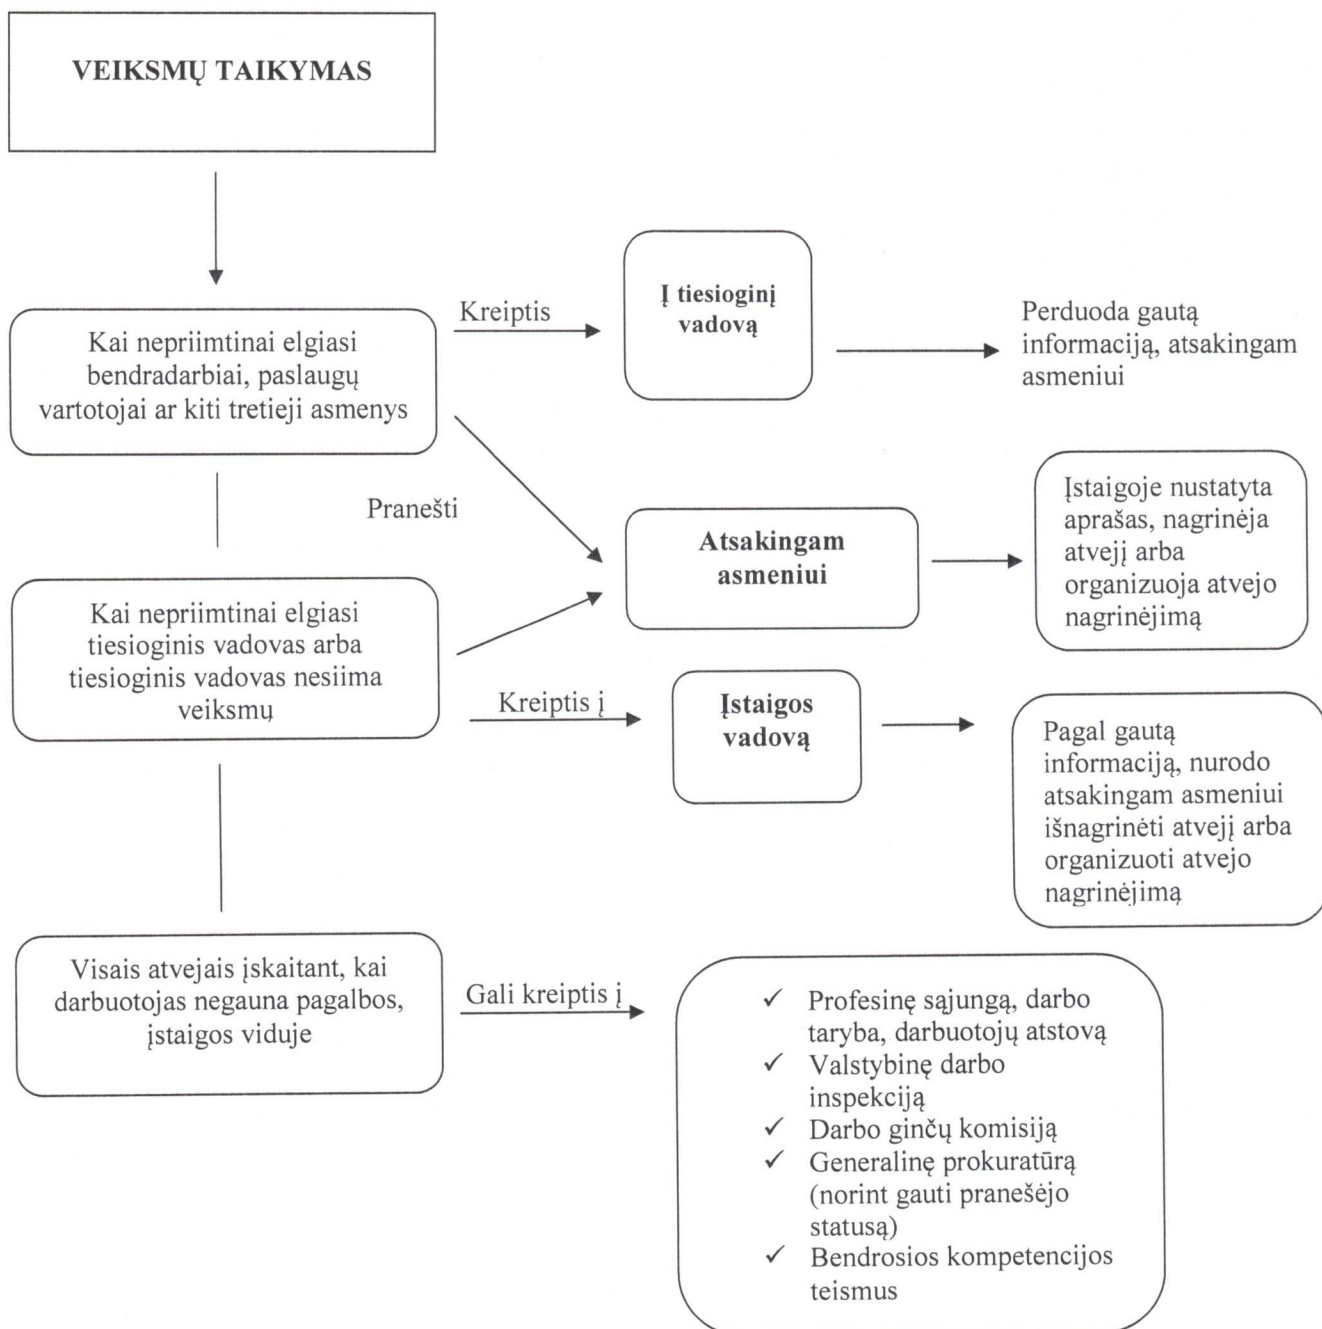 VEIKSMŲ TAIKYMAS
Kai nepriimtinai elgiasi
bendradarbiai, paslaugų
vartotojai ar kiti tretieji asmenys
Kreiptis
Į tiesioginį
vadovą
Perduoda gautą
informaciją, atsakingam
asmeniui
Pranešti
Atsakingam
asmeniui
Įstaigoje nustatyta
aprašas, nagrinėja
atvejį arba
organizuoja atvejo
nagrinėjimą
Kai nepriimtinai elgiasi
tiesioginis vadovas arba
tiesioginis vadovas nesiima
veiksmų
Kreiptis į
Įstaigos
vadovą
Pagal gautą
informaciją, nurodo
atsakingam asmeniui
išnagrinėti atvejį arba
organizuoti atvejo
nagrinėjimą
Visais atvejais įskaitant, kai
darbuotojas negauna pagalbos,
įstaigos viduje
Gali kreiptis į
✓ Profesinę sąjungą, darbo
taryba, darbuotojų atstovą
✓ Valstybinę darbo
inspekciją
✓ Darbo ginčų komisiją
✓ Generalinę prokuratūrą
(norint gauti pranešėjo
statusą)
✓ Bendrosios kompetencijos
teismus